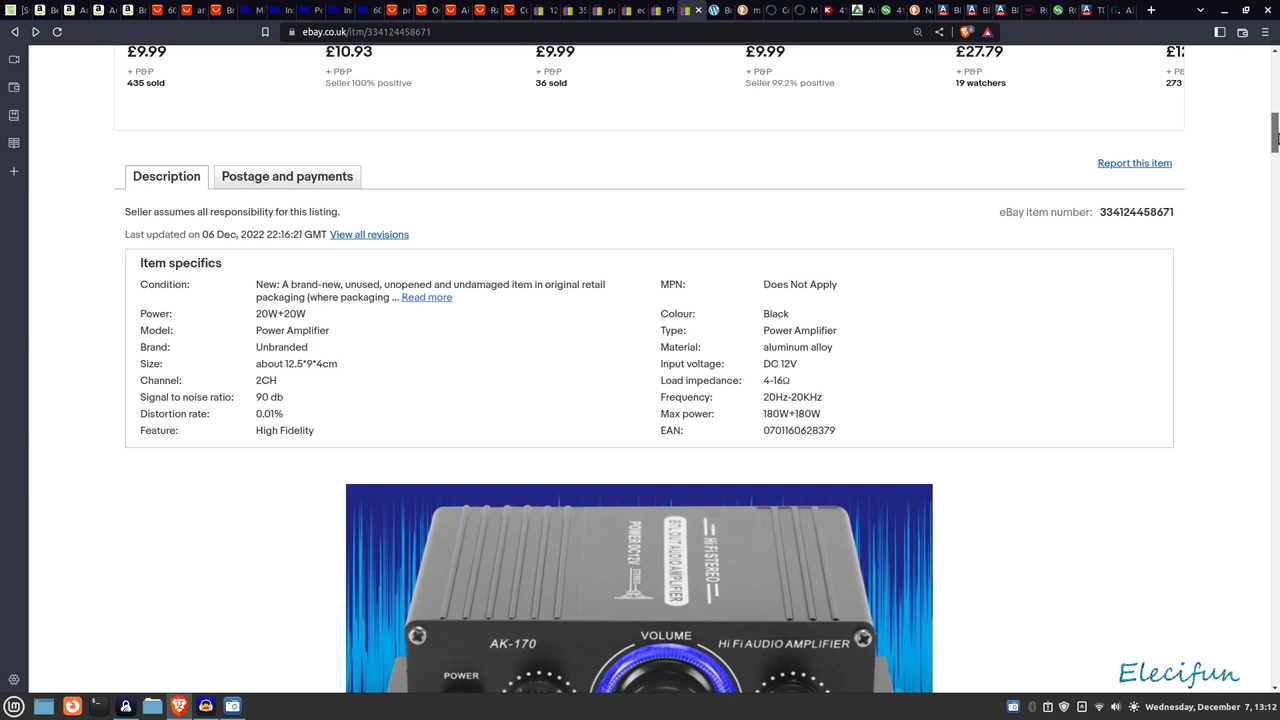 ebay.co.uk/itm/334124458671
£9.99 £10.93 £9.99 £9.99 £27.79
+ P&P + P&P + P&P + P&P + P&P
435 sold Seller 100% positive 36 sold Seller 99.2% positive 19 watchers 273
Report this item
Description Postage and payments
Seller assumes all responsibility for this listing. eBay item number: 334124458671
Last updated on 06 Dec, 2022 22:16:21 GMT View all revisions
Item specifics
Condition: New: A brand-new, unused, unopened and undamaged item in original retail
packaging (where packaging ... Read more
MPN: Does Not Apply
Power: 20W+20W Colour: Black
Model: Power Amplifier Type: Power Amplifier
Brand: Unbranded Material: aluminum alloy
Size: about 12.5*9*4cm Input voltage: DC 12V
Channel: 2CH Load impedance: 4-16Ω
Signal to noise ratio: 90 db Frequency: 20Hz-20KHz
Distortion rate: 0.01% Max power: 180W+180W
Feature: High Fidelity EAN: 0701160628379
POWER DC12V STEREO
BTL OUT AUDIO AMPLIFIER
Hi Fi STEREO
VOLUME
AK-170 Hi Fi AUDIO AMPLIFIER
POWER
Elecifun
Wednesday, December 7, 13:12